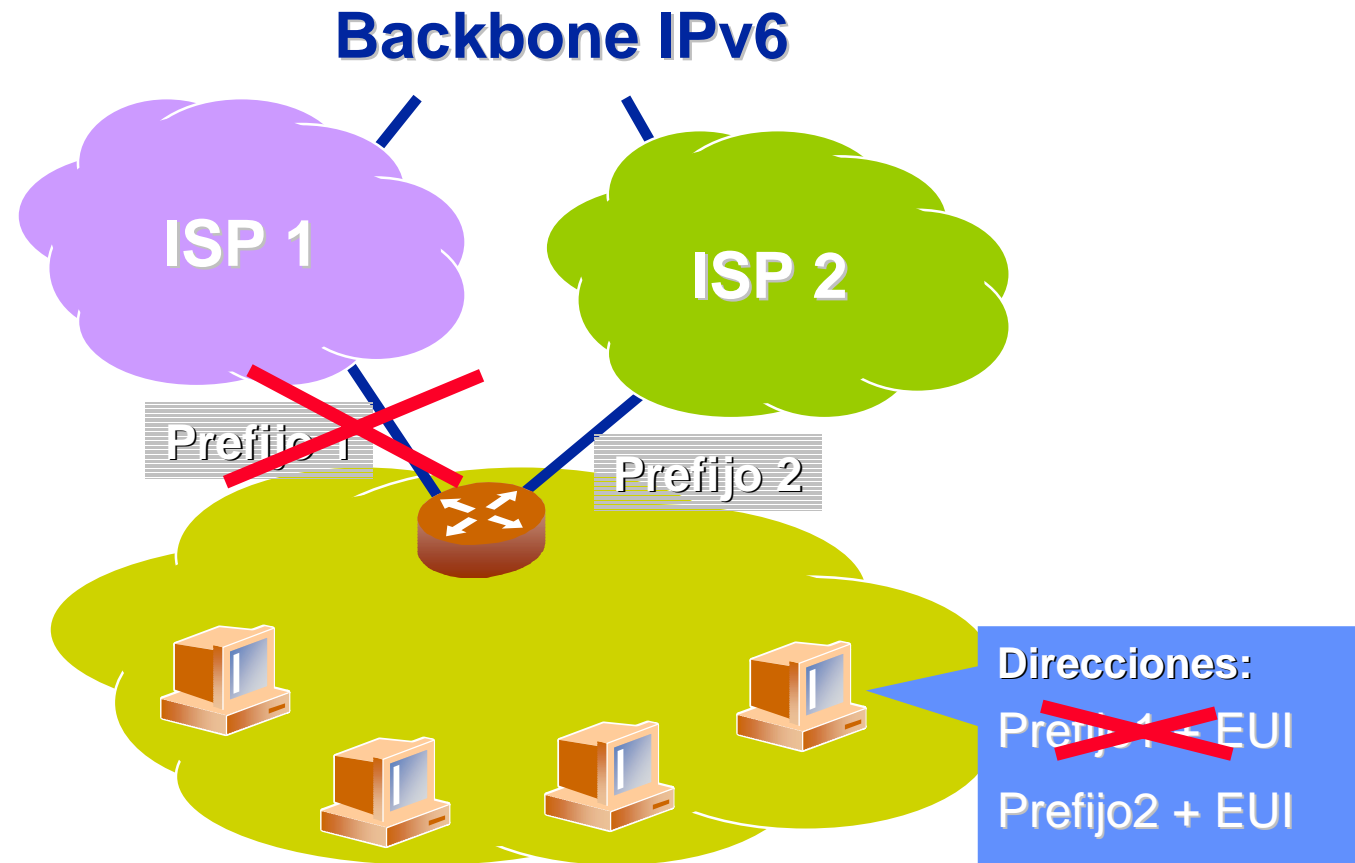 Backbone IPv6
ISP 1
ISP 2
Prefijo 1
Prefijo 2
Direcciones:
Prefijo1 + EUI
Prefijo2 + EUI